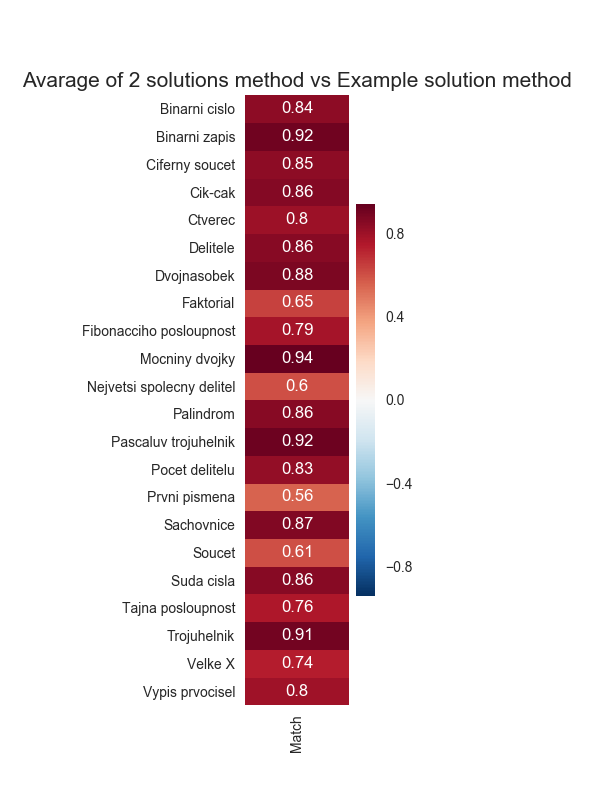 Avarage of 2 solutions method vs Example solution method
Binarni cislo 0.84
Binarni zapis 0.92
Ciferny soucet 0.85
Cik-cak 0.86
Ctverec 0.8
Delitele 0.86
Dvojnasobek 0.88
Faktorial 0.65
Fibonacciho posloupnost 0.79
Mocniny dvojky 0.94
Nejvetsi spolecny delitel 0.6
Palindrom 0.86
Pascaluv trojuhelnik 0.92
Pocet delitelu 0.83
Prvni pismena 0.56
Sachovnice 0.87
Soucet 0.61
Suda cisla 0.86
Tajna posloupnost 0.76
Trojuhelnik 0.91
Velke X 0.74
Vypis prvocisel 0.8
Match
0.8
0.4
0.0
−0.4
−0.8